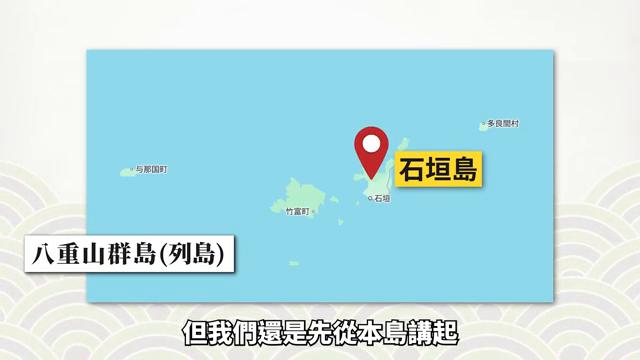 多良間村
与那国町
石垣島
石垣
竹富町
八重山群島(列島)
但我們還是先從本島講起